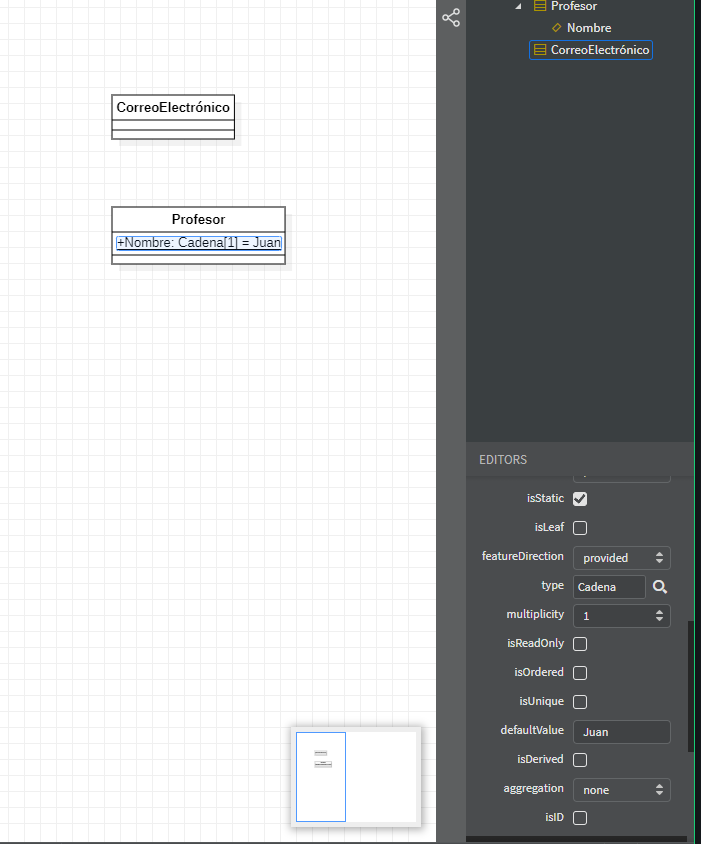 Profesor
Nombre
CorreoElectrónico
CorreoElectrónico
Profesor
+Nombre: Cadena[1] = Juan
EDITORS
isStatic
isLeaf
featureDirection provided
type Cadena
multiplicity 1
isReadOnly
isOrdered
isUnique
defaultValue Juan
isDerived
aggregation none
isID